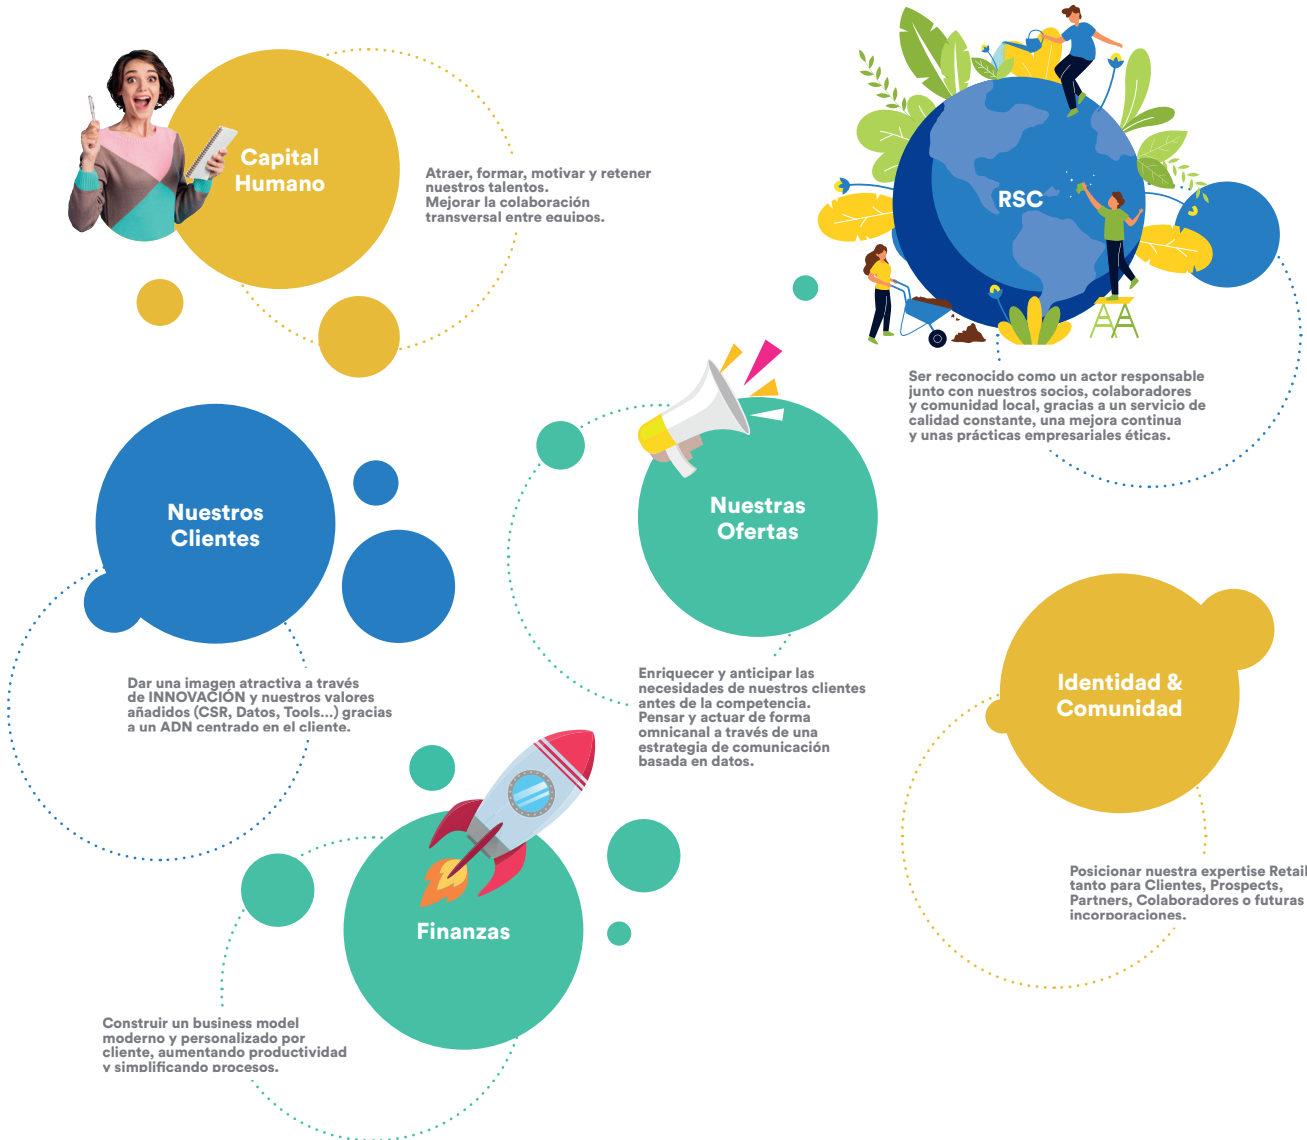 Capital
Humano
Atraer, formar, motivar y retener
nuestros talentos.
Mejorar la colaboración
transversal entre equipos.
RSC
Ser reconocido como un actor responsable
junto con nuestros socios, colaboradores
y comunidad local, gracias a un servicio de
calidad constante, una mejora continua
y unas prácticas empresariales éticas.
Nuestros
Clientes
Dar una imagen atractiva a través
de INNOVACIÓN y nuestros valores
añadidos (CSR, Datos, Tools...) gracias
a un ADN centrado en el cliente.
Nuestras
Ofertas
Enriquecer y anticipar las
necesidades de nuestros clientes
antes de la competencia.
Pensar y actuar de forma
omnicanal a través de una
estrategia de comunicación
basada en datos.
Identidad &
Comunidad
Posicionar nuestra expertise Retail
tanto para Clientes, Prospects,
Partners, Colaboradores o futuras
incorporaciones.
Finanzas
Construir un business model
moderno y personalizado por
cliente, aumentando productividad
y simplificando procesos.